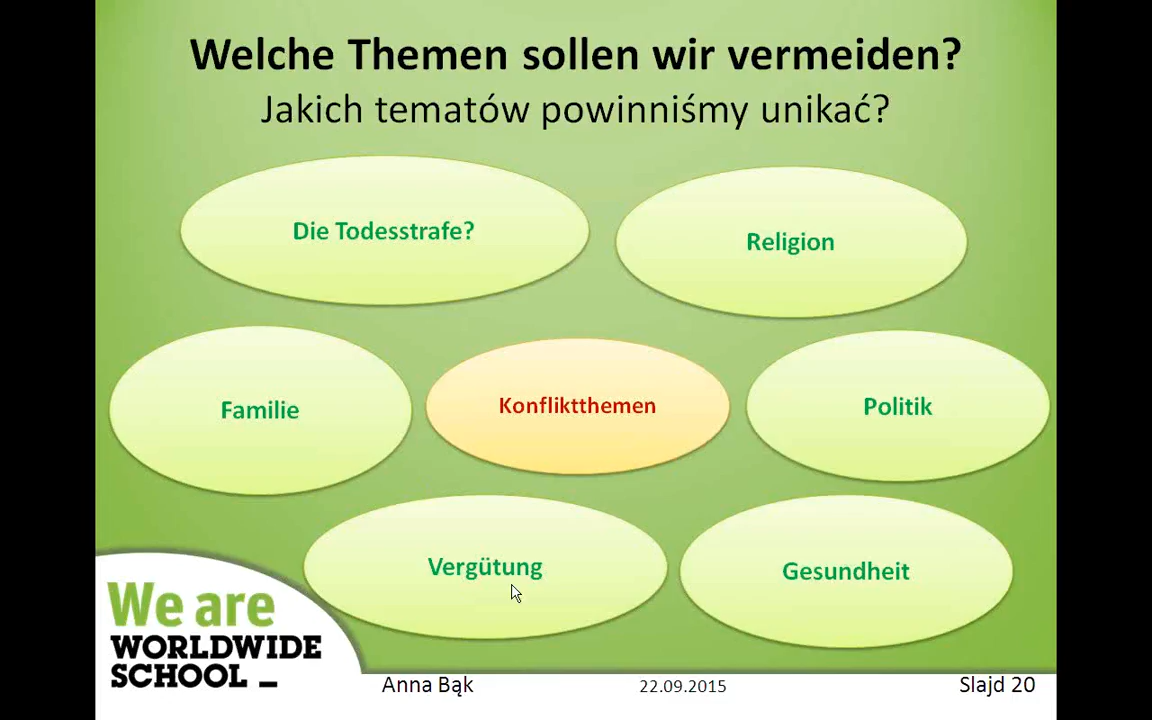 Welche Themen sollen wir vermeiden?
Jakich tematów powinniśmy unikać?
Die Todesstrafe?
Religion
Familie
Konfliktthemen
Politik
Vergütung
Gesundheit
We are
WORLDWIDE
SCHOOL _
Anna Bąk
22.09.2015
Slajd 20